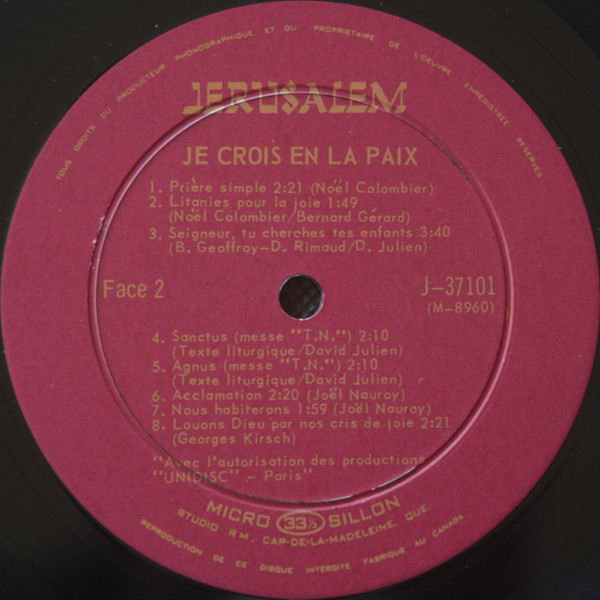 TOUS DROITS DU PRODUCTEUR PHONOGRAPHIQUE ET DU PROPRIETAIRE DE L'OEUVRE ENREGISTREE RÉSERVÉS
JERUSALEM
JE CROIS EN LA PAIX
1. Prière simple 2:21 (Noël Colombier)
2. Litanies pour la joie 1:49
(Noël Colombier/Bernard Gérard)
3. Seigneur, tu cherches tes enfants 3:40
(B. Geoffroy-D. Rimaud/D. Julien)
Face 2
J-37101
(M-8960)
4. Sanctus (messe "T.N.") 2:10
(Texte liturgique/David Julien)
5. Agnus (messe "T.N.") 2:10
(Texte liturgique/David Julien)
6. Acclamation 2:20 (Joël Nauroy)
7. Nous habiterons 1:59 (Joël Nauroy)
8. Louons Dieu par nos cris de joie 2:21
(Georges Kirsch)
"Avec l'autorisation des productions
"UNIDISC" - Paris"
MICRO 33⅓ SILLON
STUDIO RM- CAP-DE-LA-MADELEINE, QUE.
REPRODUCTION DE CE DISQUE INTERDITE FABRIQUE AU CANADA